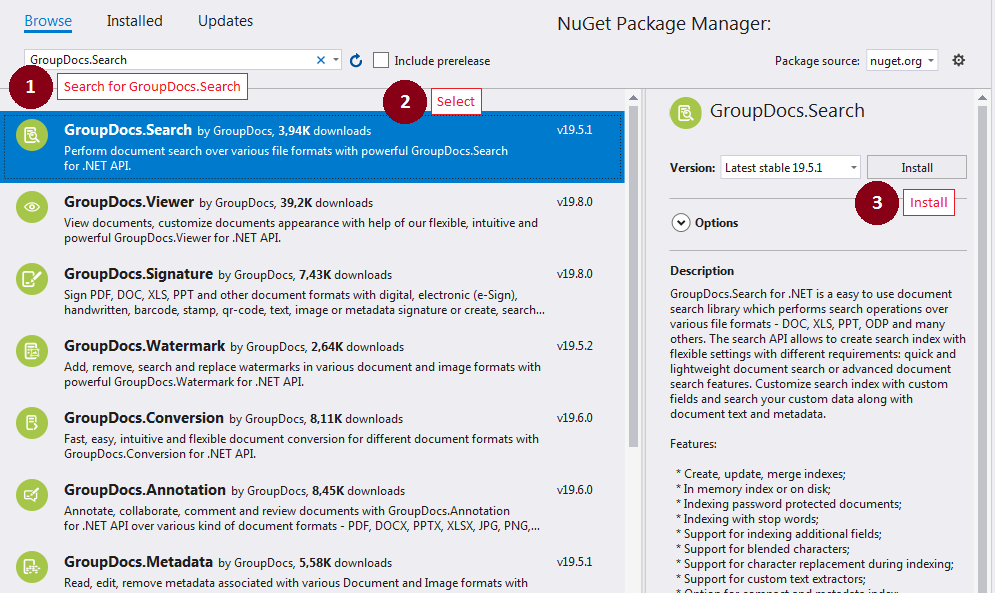 Browse Installed Updates
NuGet Package Manager:
GroupDocs.Search
Include prerelease
Package source: nuget.org
1 Search for GroupDocs.Search
2 Select
GroupDocs.Search by GroupDocs, 3,94K downloads v19.5.1
Perform document search over various file formats with powerful GroupDocs.Search
for .NET API.
GroupDocs.Viewer by GroupDocs, 39,2K downloads v19.8.0
View documents, customize documents appearance with help of our flexible, intuitive and
powerful GroupDocs.Viewer for .NET API.
GroupDocs.Signature by GroupDocs, 7,43K downloads v19.8.0
Sign PDF, DOC, XLS, PPT and other document formats with digital, electronic (e-Sign),
handwritten, barcode, stamp, qr-code, text, image or metadata signature or create, search...
GroupDocs.Watermark by GroupDocs, 2,64K downloads v19.5.2
Add, remove, search and replace watermarks in various document and image formats with
powerful GroupDocs.Watermark for .NET API.
GroupDocs.Conversion by GroupDocs, 8,11K downloads v19.6.0
Fast, easy, intuitive and flexible document conversion for different document formats with
GroupDocs.Conversion for .NET API.
GroupDocs.Annotation by GroupDocs, 8,45K downloads v19.6.0
Annotate, collaborate, comment and review documents with GroupDocs.Annotation
for .NET API over various kind of document formats - PDF, DOCX, PPTX, XLSX, JPG, PNG,...
GroupDocs.Metadata by GroupDocs, 5,58K downloads v19.5.1
Read, edit, remove metadata associated with various Document and Image formats with
GroupDocs.Search
Version: Latest stable 19.5.1 Install
3 Install
Options
Description
GroupDocs.Search for .NET is a easy to use document
search library which performs search operations over
various file formats - DOC, XLS, PPT, ODP and many
others. The search API allows to create search index with
flexible settings with different requirements: quick and
lightweight document search or advanced document
search features. Customize search index with custom
fields and search your custom data along with
document text and metadata.
Features:
* Create, update, merge indexes;
* In memory index or on disk;
* Indexing password protected documents;
* Indexing with stop words;
* Support for indexing additional fields;
* Support for blended characters;
* Support for character replacement during indexing;
* Support for custom text extractors;
* Option for compact and metadata index